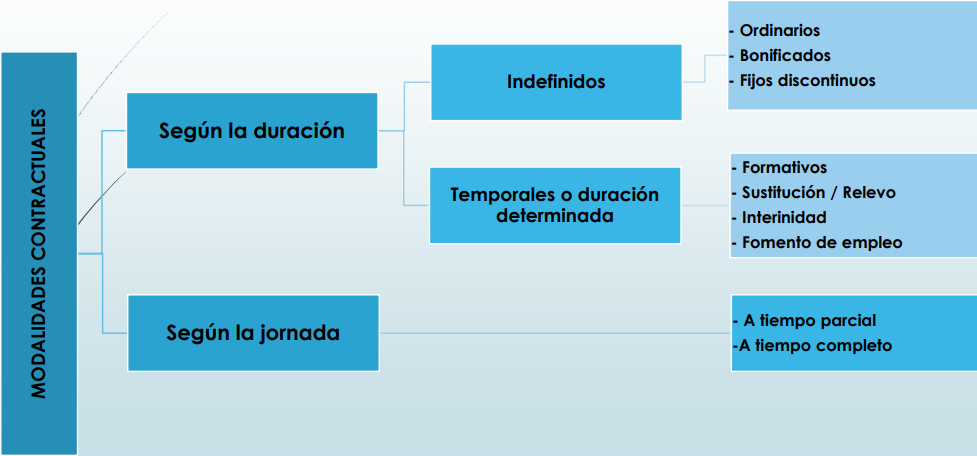 MODALIDADES CONTRACTUALES
Según la duración
Indefinidos
- Ordinarios
- Bonificados
- Fijos discontinuos
Temporales o duración
determinada
- Formativos
- Sustitución / Relevo
- Interinidad
- Fomento de empleo
Según la jornada
- A tiempo parcial
-A tiempo completo